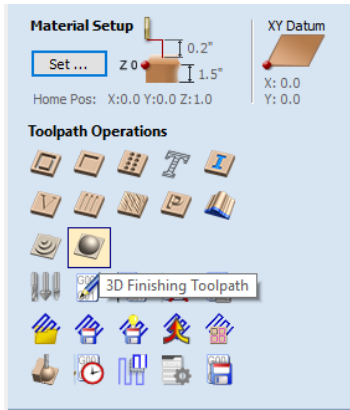 Material Setup
XY Datum
0.2"
Set ...
Z 0
1.5"
X: 0.0
Home Pos: X:0.0 Y:0.0 Z:1.0
Y: 0.0
Toolpath Operations
3D Finishing Toolpath